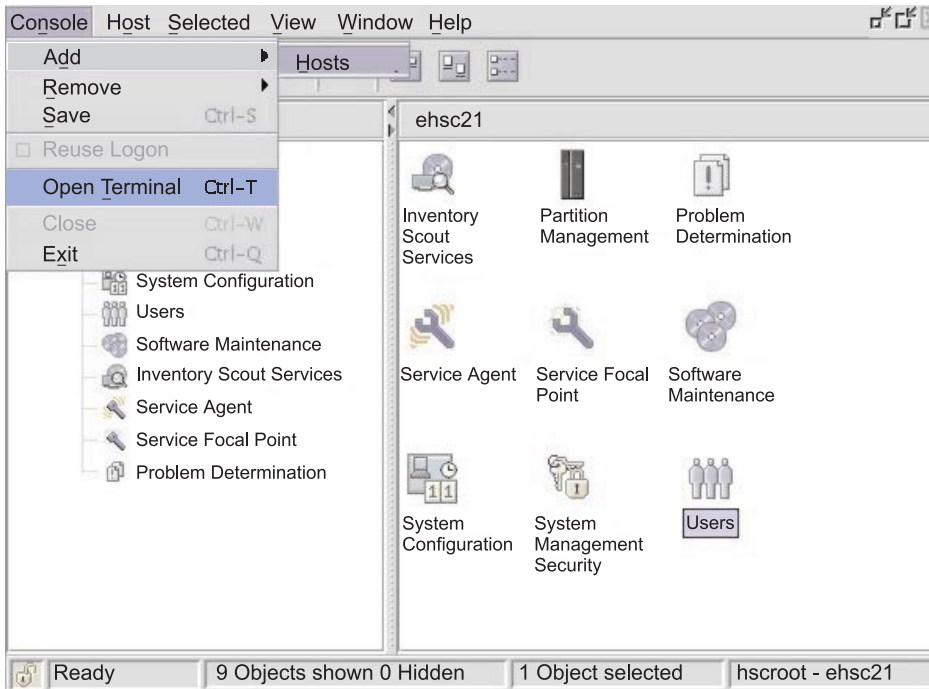 Console Host Selected View Window Help
Add
Hosts
Remove
Save Ctrl-S
Reuse Logon
Open Terminal Ctrl-T
Close Ctrl-W
Exit Ctrl-Q
System Configuration
Users
Software Maintenance
Inventory Scout Services
Service Agent
Service Focal Point
Problem Determination
ehsc21
Inventory
Scout
Services
Partition
Management
Problem
Determination
Service Agent
Service Focal
Point
Software
Maintenance
System
Configuration
System
Management
Security
Users
Ready
9 Objects shown 0 Hidden
1 Object selected
hscroot - ehsc21